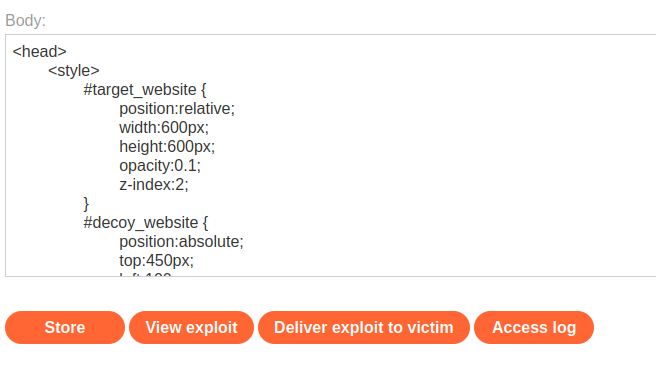 Body:
<head>
<style>
#target_website {
position:relative;
width:600px;
height:600px;
opacity:0.1;
z-index:2;
}
#decoy_website {
position:absolute;
top:450px;
Store View exploit Deliver exploit to victim Access log